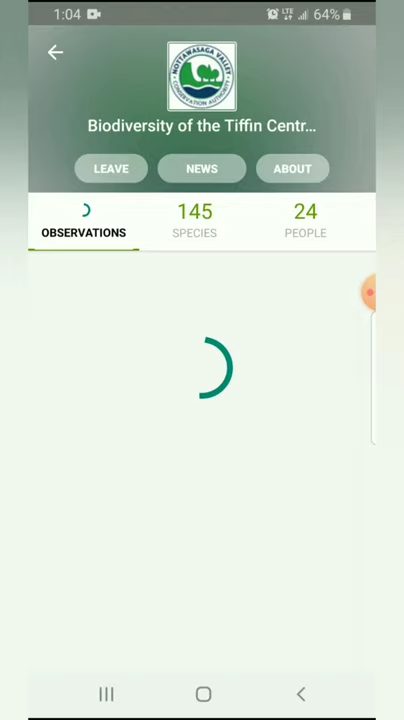 1:04 LTE 64%
NOTTAWASAGA VALLEY
CONSERVATION AUTHORITY
Biodiversity of the Tiffin Centr...
LEAVE NEWS ABOUT
145 24
OBSERVATIONS SPECIES PEOPLE